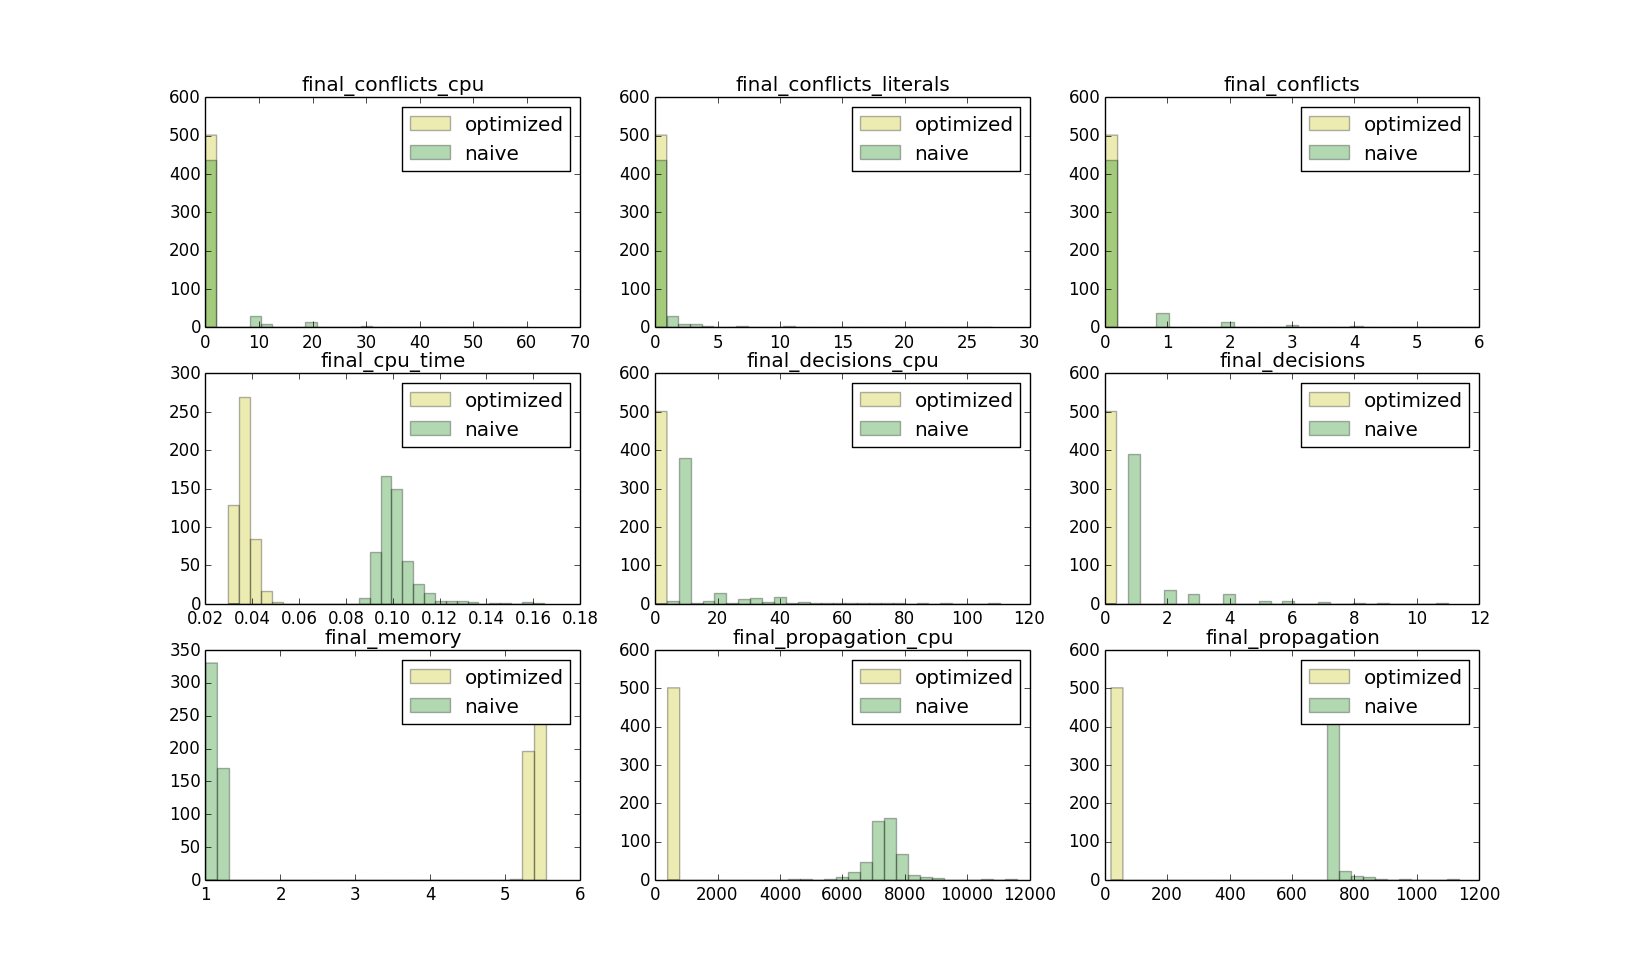 final_conflicts_cpu final_conflicts_literals final_conflicts
600 600 600
optimized optimized optimized
500 500 500
naive naive naive
400 400 400
300 300 300
200 200 200
100 100 100
0 0 0
0 10 20 30 40 50 60 70 0 5 10 15 20 25 30 0 1 2 3 4 5 6
final_cpu_time final_decisions_cpu final_decisions
300 600 600
optimized optimized optimized
250 500 500
naive naive naive
200 400 400
150 300 300
100 200 200
50 100 100
0 0 0
0.02 0.04 0.06 0.08 0.10 0.12 0.14 0.16 0.18 0 20 40 60 80 100 120 0 2 4 6 8 10 12
final_memory final_propagation_cpu final_propagation
350 600 600
optimized optimized optimized
300 500 500
naive naive naive
250 400 400
200 300 300
150 200 200
100 100 100
50 0 0
0
1 2 3 4 5 6 0 2000 4000 6000 8000 10000 12000 0 200 400 600 800 1000 1200